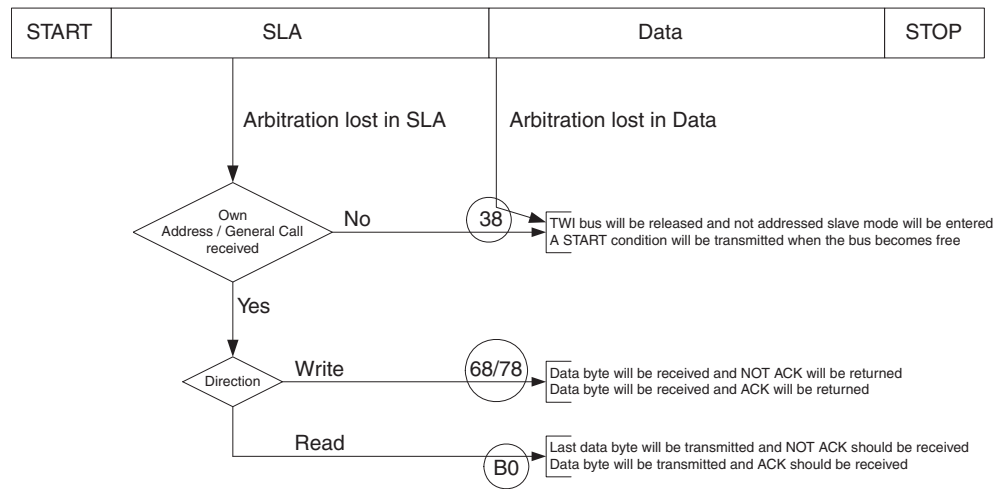 START SLA Data STOP
Arbitration lost in SLA Arbitration lost in Data
Own
Address / General Call
received
No
38
TWI bus will be released and not addressed slave mode will be entered
A START condition will be transmitted when the bus becomes free
Yes
Direction
Write
68/78
Data byte will be received and NOT ACK will be returned
Data byte will be received and ACK will be returned
Read
B0
Last data byte will be transmitted and NOT ACK should be received
Data byte will be transmitted and ACK should be received